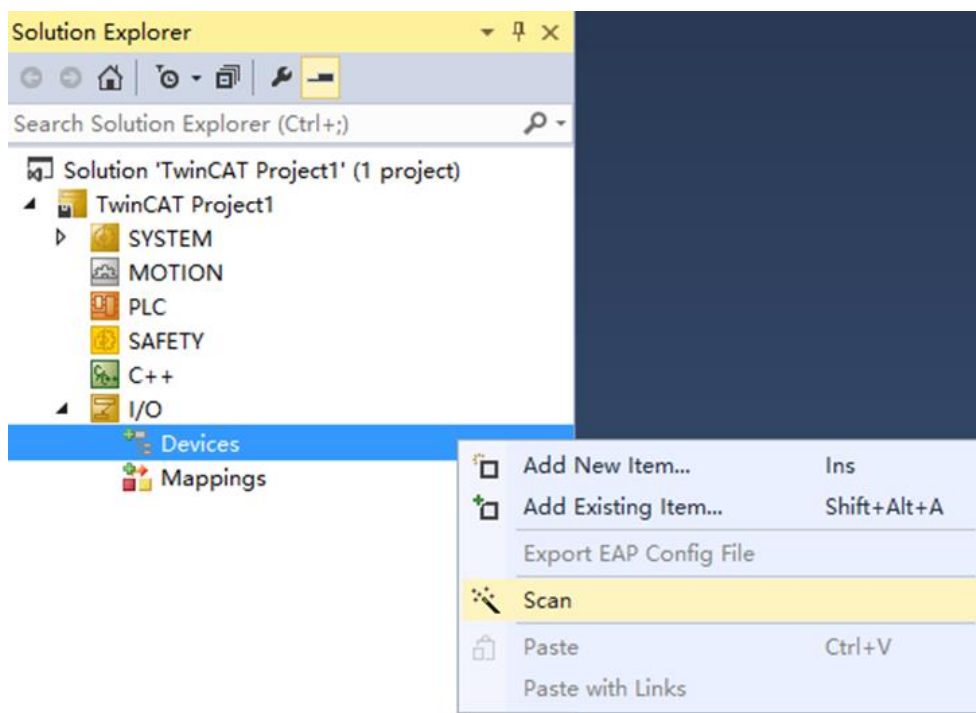 Solution Explorer
Search Solution Explorer (Ctrl+;)
Solution 'TwinCAT Project1' (1 project)
TwinCAT Project1
SYSTEM
MOTION
PLC
SAFETY
C++
I/O
Devices
Mappings
Add New Item... Ins
Add Existing Item... Shift+Alt+A
Export EAP Config File
Scan
Paste Ctrl+V
Paste with Links